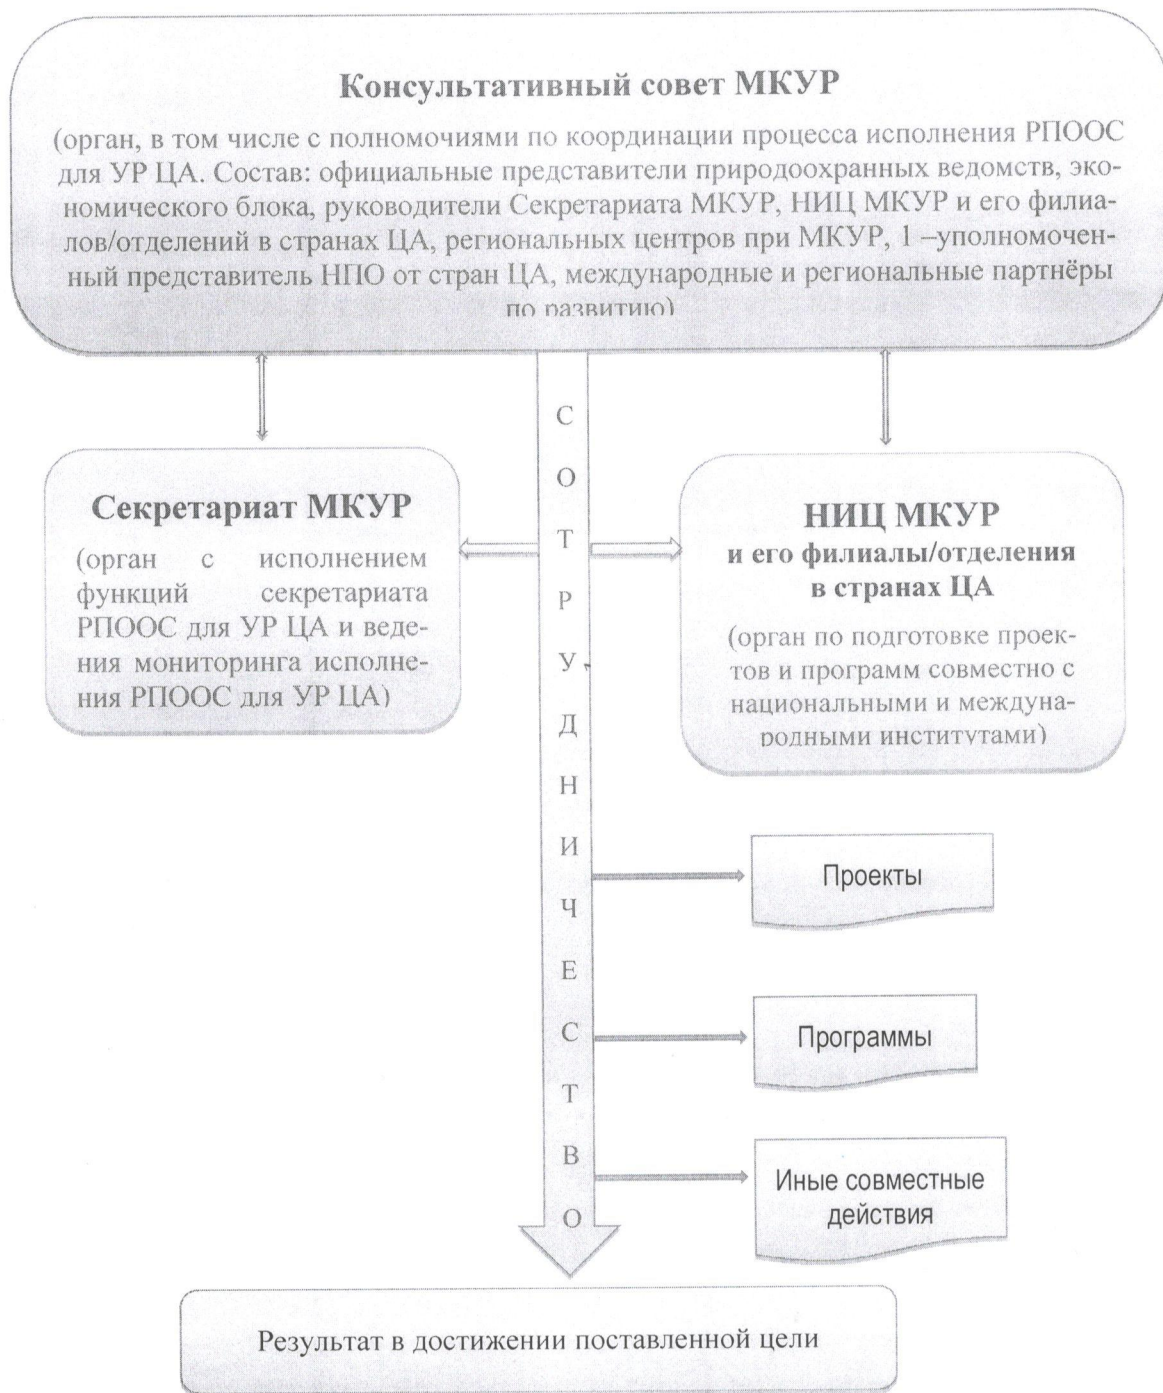 Консультативный совет МКУР
(орган, в том числе с полномочиями по координации процесса исполнения РПООС
для УР ЦА. Состав: официальные представители природоохранных ведомств, эко-
номического блока, руководители Секретариата МКУР, НИЦ МКУР и его филиа-
лов/отделений в странах ЦА, региональных центров при МКУР, 1 –уполномочен-
ный представитель НПО от стран ЦА, международные и региональные партнёры
по развитию)
СОТРУДНИЧЕСТВО
Секретариат МКУР
(орган с исполнением
функций секретариата
РПООС для УР ЦА и веде-
ния мониторинга исполне-
ния РПООС для УР ЦА)
НИЦ МКУР
и его филиалы/отделения
в странах ЦА
(орган по подготовке проек-
тов и программ совместно с
национальными и междуна-
родными институтами)
Проекты
Программы
Иные совместные
действия
Результат в достижении поставленной цели